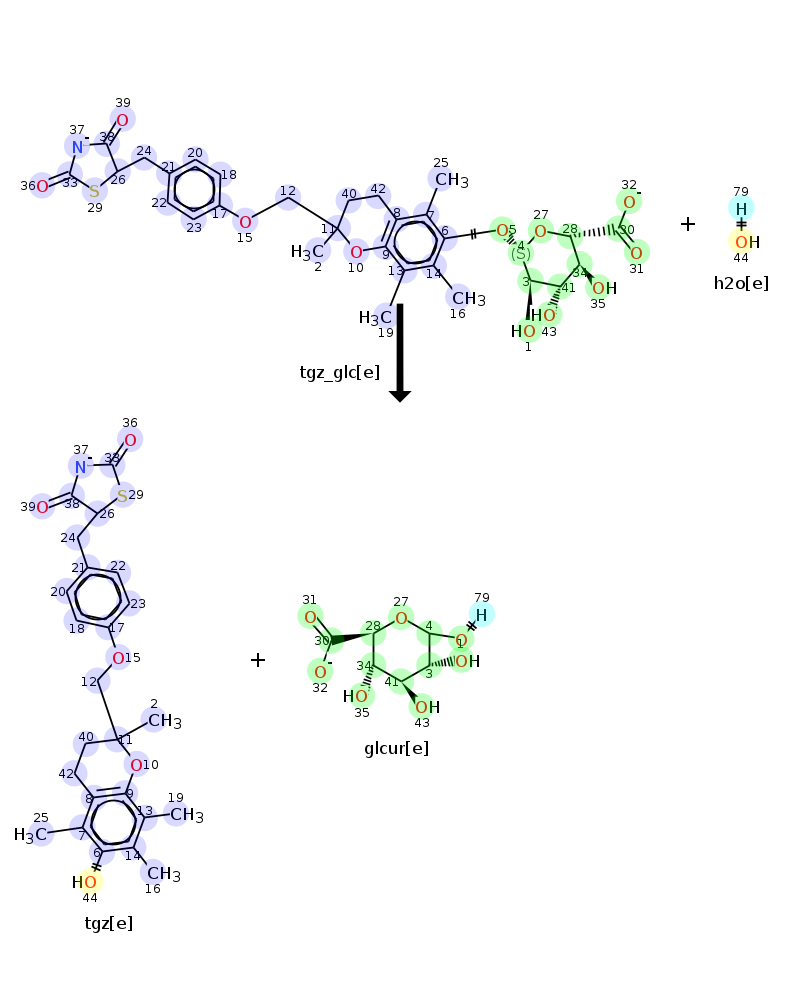 39
37 - O 38 24 20
N 21 18
36 O 33 26
S 29 22 17
23 O 15
12 40 42 25 CH3
8 7
11 6
H3C 2 O 10 9
13 14
H3C 19 CH3 16
O 5 27 O 28 32 O -
4 (S) 30
3 34 O 31
41 OH 35
HO 43
HO 1
+
79
H
OH
44
h2o[e]
tgz_glc[e]
36
37 - 33 O
N
39 O 38 S 29
26
24
21 22
20 23
18 17
O 15
12
2
CH3
40 11
O 10
42
8 9 19
25 13 CH3
H3C 7
6 14
HO CH3
44 16
tgz[e]
+
31 27 79
O O H
28 4
30 O 1
O - 34 3 OH
32 HO 41
35 OH
43
glcur[e]